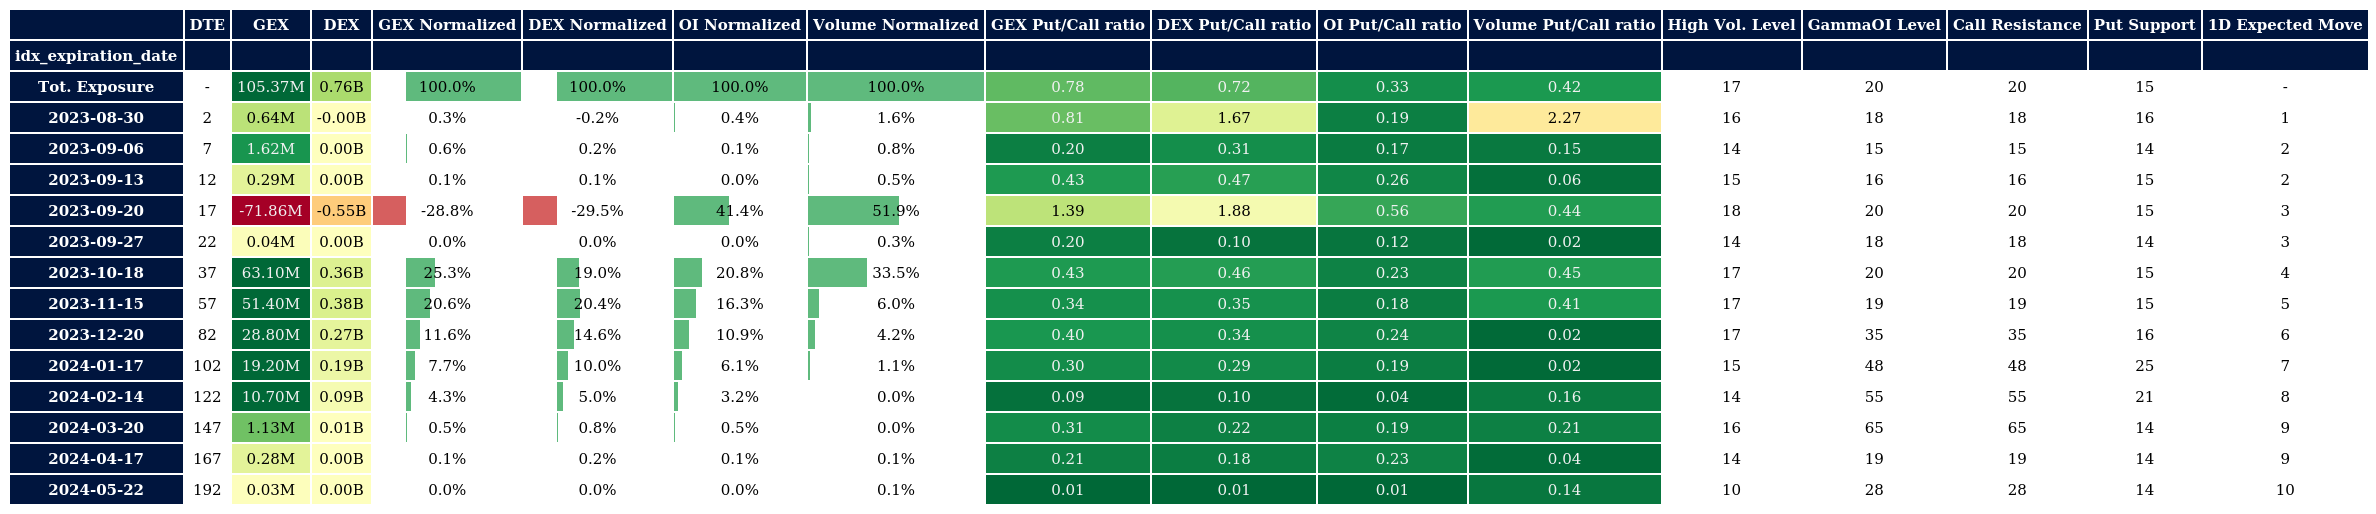 DTE GEX DEX GEX Normalized DEX Normalized OI Normalized Volume Normalized GEX Put/Call ratio DEX Put/Call ratio OI Put/Call ratio Volume Put/Call ratio High Vol. Level GammaOI Level Call Resistance Put Support 1D Expected Move
idx_expiration_date
Tot. Exposure - 105.37M 0.76B 100.0% 100.0% 100.0% 100.0% 0.78 0.72 0.33 0.42 17 20 20 15 -
2023-08-30 2 0.64M -0.00B 0.3% -0.2% 0.4% 1.6% 0.81 1.67 0.19 2.27 16 18 18 16 1
2023-09-06 7 1.62M 0.00B 0.6% 0.2% 0.1% 0.8% 0.20 0.31 0.17 0.15 14 15 15 14 2
2023-09-13 12 0.29M 0.00B 0.1% 0.1% 0.0% 0.5% 0.43 0.47 0.26 0.06 15 16 16 15 2
2023-09-20 17 -71.86M -0.55B -28.8% -29.5% 41.4% 51.9% 1.39 1.88 0.56 0.44 18 20 20 15 3
2023-09-27 22 0.04M 0.00B 0.0% 0.0% 0.0% 0.3% 0.20 0.10 0.12 0.02 14 18 18 14 3
2023-10-18 37 63.10M 0.36B 25.3% 19.0% 20.8% 33.5% 0.43 0.46 0.23 0.45 17 20 20 15 4
2023-11-15 57 51.40M 0.38B 20.6% 20.4% 16.3% 6.0% 0.34 0.35 0.18 0.41 17 19 19 15 5
2023-12-20 82 28.80M 0.27B 11.6% 14.6% 10.9% 4.2% 0.40 0.34 0.24 0.02 17 35 35 16 6
2024-01-17 102 19.20M 0.19B 7.7% 10.0% 6.1% 1.1% 0.30 0.29 0.19 0.02 15 48 48 25 7
2024-02-14 122 10.70M 0.09B 4.3% 5.0% 3.2% 0.0% 0.09 0.10 0.04 0.16 14 55 55 21 8
2024-03-20 147 1.13M 0.01B 0.5% 0.8% 0.5% 0.0% 0.31 0.22 0.19 0.21 16 65 65 14 9
2024-04-17 167 0.28M 0.00B 0.1% 0.2% 0.1% 0.1% 0.21 0.18 0.23 0.04 14 19 19 14 9
2024-05-22 192 0.03M 0.00B 0.0% 0.0% 0.0% 0.1% 0.01 0.01 0.01 0.14 10 28 28 14 10